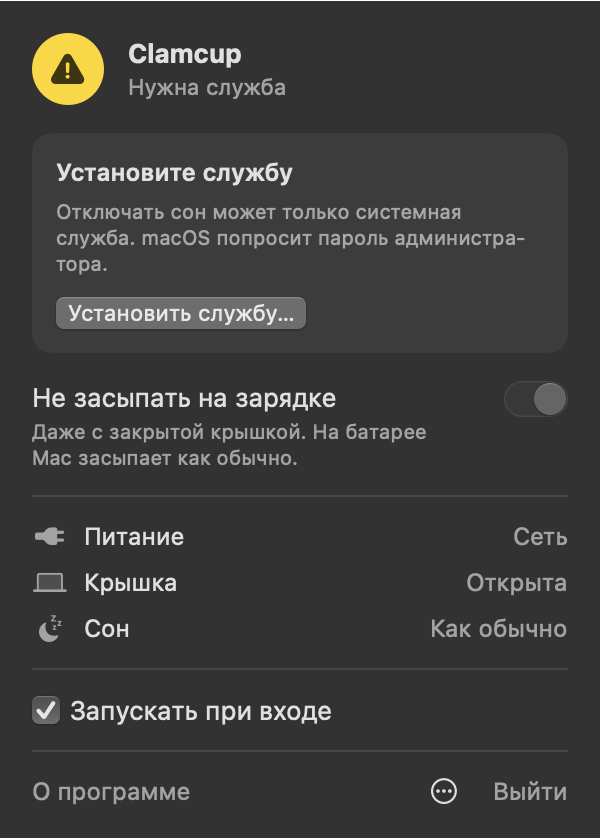 Clamcup
Нужна служба
Установите службу
Отключать сон может только системная
служба. macOS попросит пароль администра-
тора.
Установить службу...
Не засыпать на зарядке
Даже с закрытой крышкой. На батарее
Mac засыпает как обычно.
Питание Сеть
Крышка Открыта
Сон Как обычно
Запускать при входе
О программе Выйти